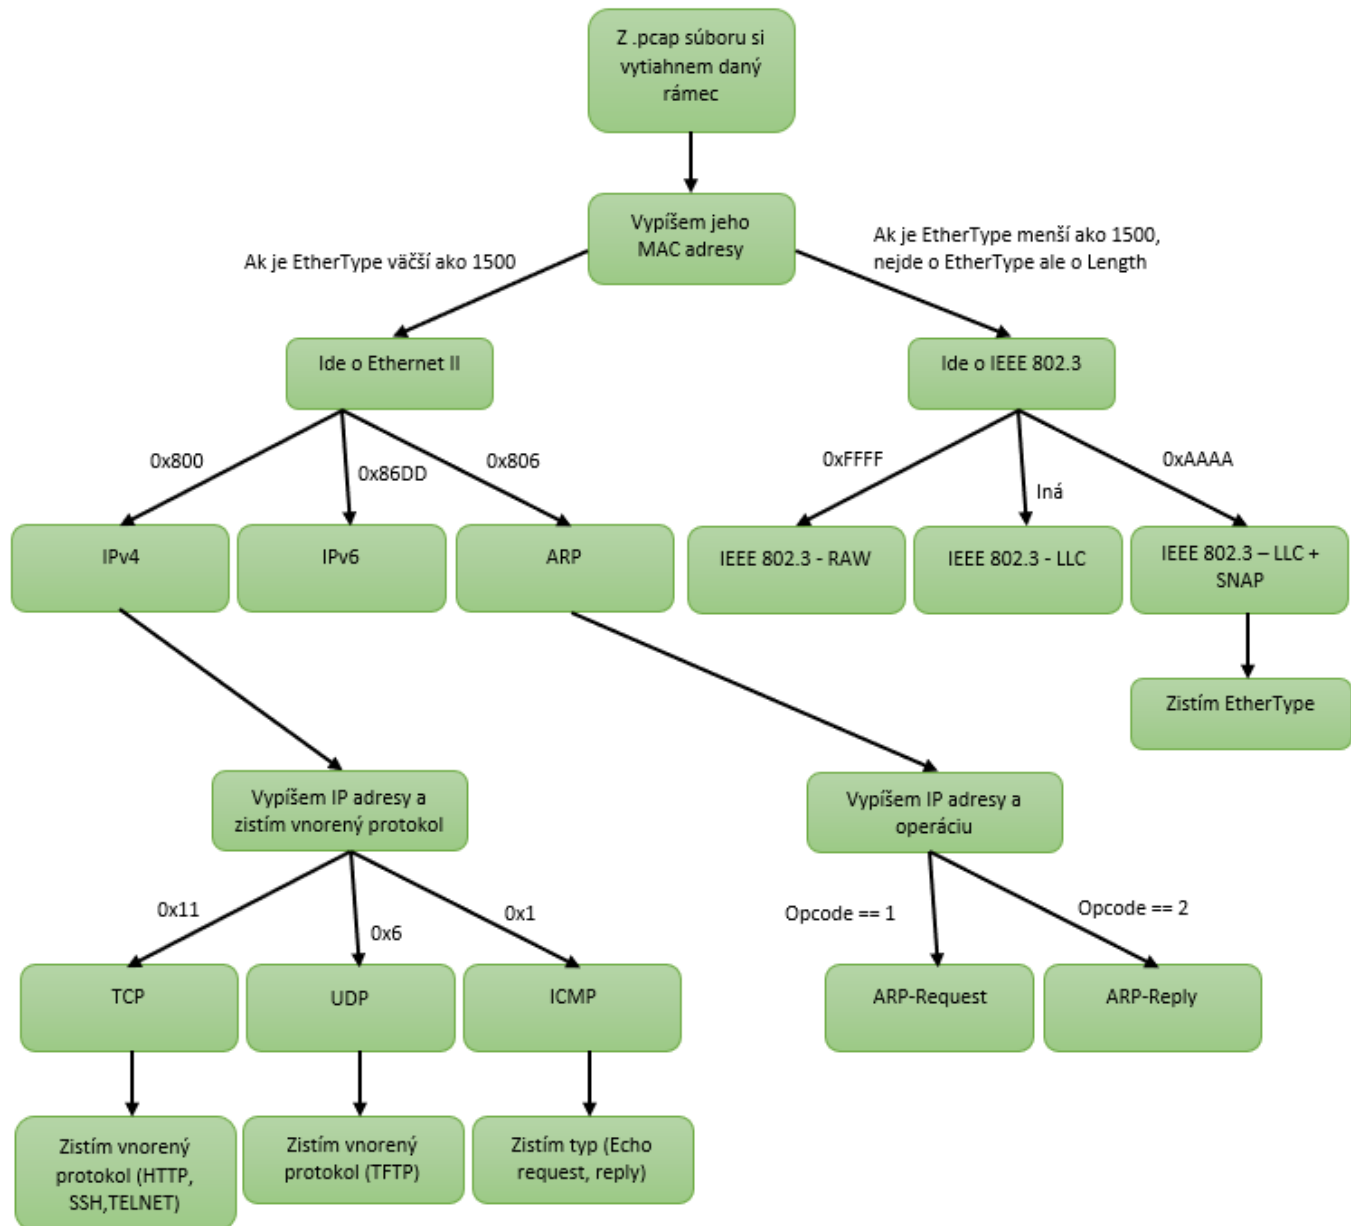 Z .pcap súboru si
vytiahnem daný
rámec
Vypíšem jeho
MAC adresy
Ak je EtherType väčší ako 1500
Ak je EtherType menší ako 1500,
nejde o EtherType ale o Length
Ide o Ethernet II
Ide o IEEE 802.3
0x800
0x86DD
0x806
0xFFFF
Iná
0xAAAA
IPv4
IPv6
ARP
IEEE 802.3 - RAW
IEEE 802.3 - LLC
IEEE 802.3 – LLC +
SNAP
Zistím EtherType
Vypíšem IP adresy a
zistím vnorený protokol
Vypíšem IP adresy a
operáciu
0x11
0x6
0x1
Opcode == 1
Opcode == 2
TCP
UDP
ICMP
ARP-Request
ARP-Reply
Zistím vnorený
protokol (HTTP,
SSH,TELNET)
Zistím vnorený
protokol (TFTP)
Zistím typ (Echo
request, reply)